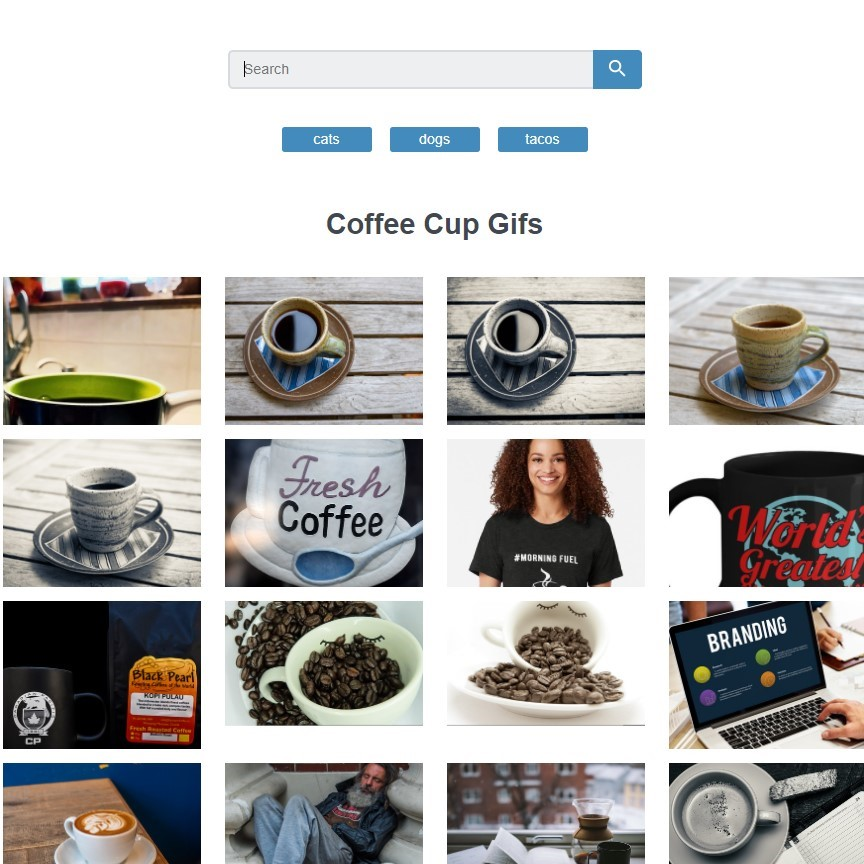 Search
cats
dogs
tacos
Coffee Cup Gifs
Fresh
Coffee
#MORNING FUEL
World's
Greatest
Black Pearl
KOPI PULAU
Fresh Roasted Coffee
CP
BRANDING